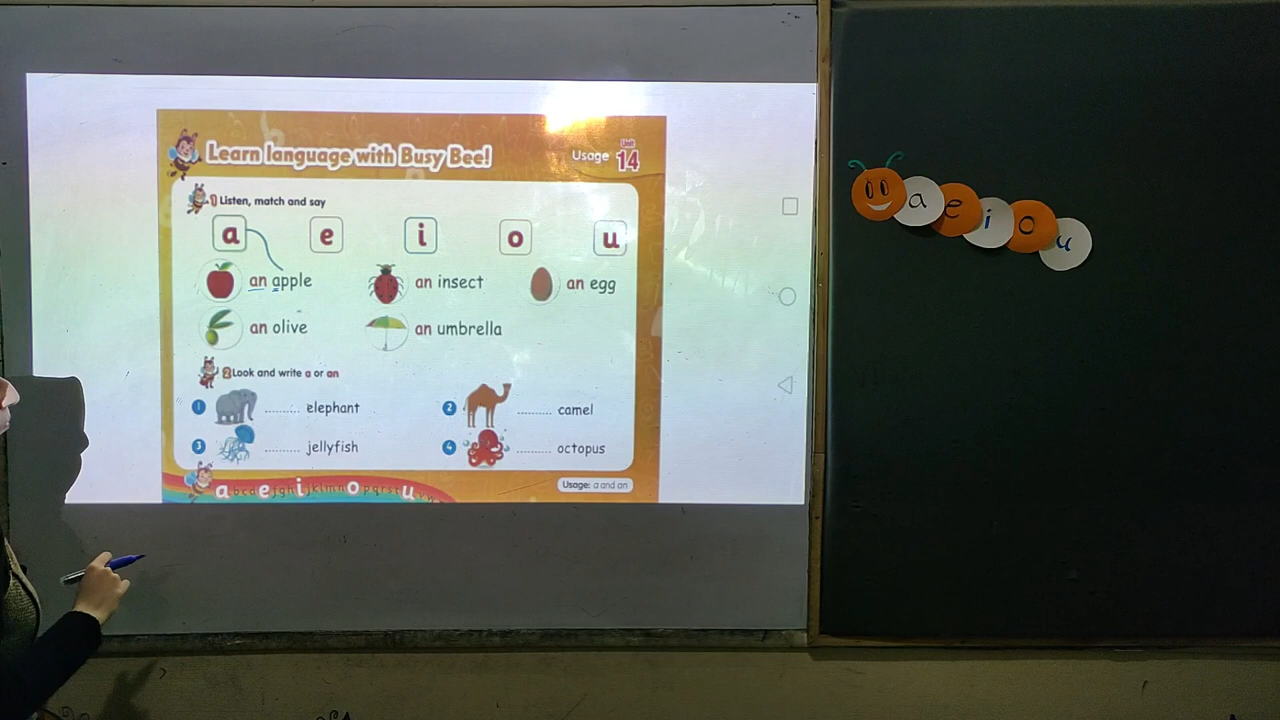 Learn language with Busy Bee!
Usage
Unit
14
1 Listen, match and say
a e i o u
an apple an insect an egg
an olive an umbrella
2 Look and write a or an
1 .......... elephant 2 .......... camel
3 .......... jellyfish 4 .......... octopus
a b c d e f g h i j k l m n o p q r s t u v w
Usage: a and an
a e i o u